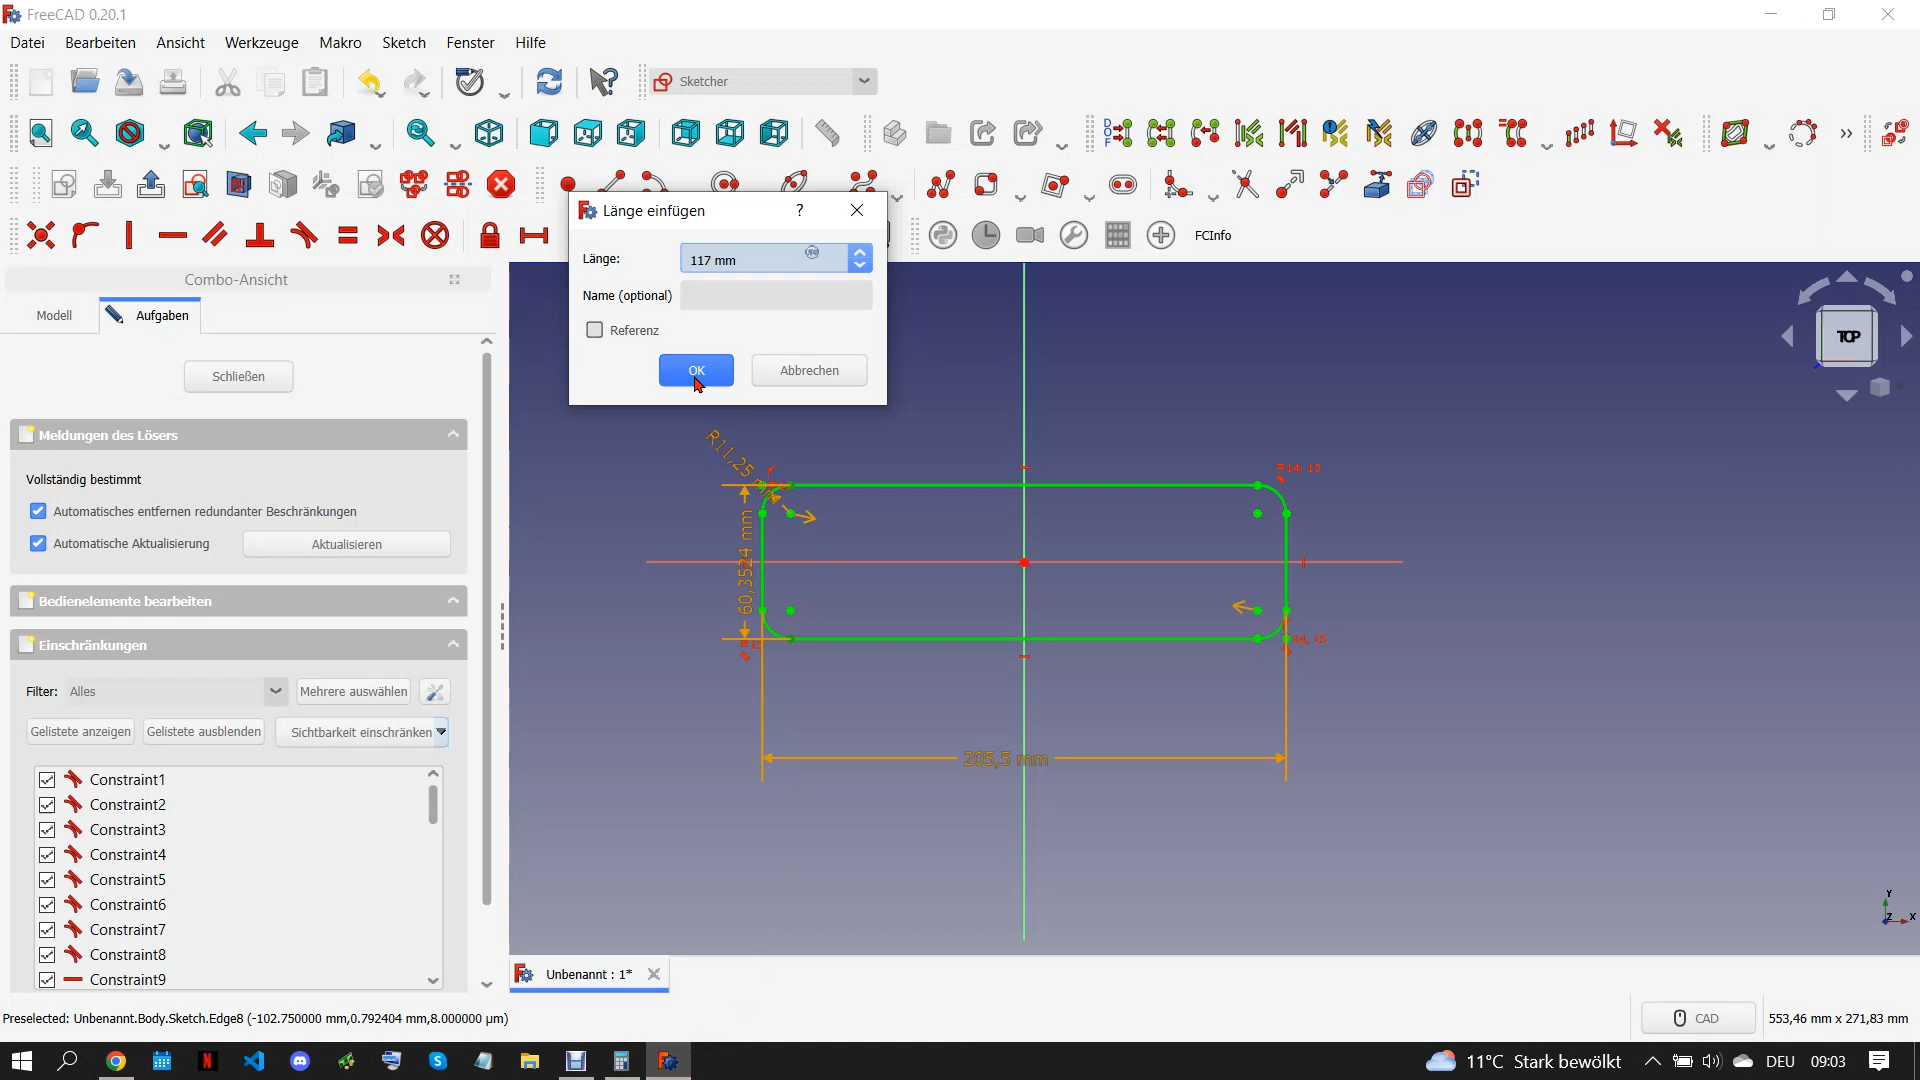 FreeCAD 0.20.1
Datei Bearbeiten Ansicht Werkzeuge Makro Sketch Fenster Hilfe
Sketcher
FCInfo
Combo-Ansicht
Modell
Aufgaben
Schließen
Meldungen des Lösers
Vollständig bestimmt
Automatisches entfernen redundanter Beschränkungen
Automatische Aktualisierung
Aktualisieren
Bedienelemente bearbeiten
Einschränkungen
Filter: Alles
Mehrere auswählen
Gelistete anzeigen
Gelistete ausblenden
Sichtbarkeit einschränken
Constraint1
Constraint2
Constraint3
Constraint4
Constraint5
Constraint6
Constraint7
Constraint8
Constraint9
Länge einfügen
?
Länge: 117 mm
Name (optional)
Referenz
OK
Abbrechen
TOP
R11,25 mm
60,3524 mm
205,5 mm
Y
Z
X
Unbenannt : 1*
Preselected: Unbenannt.Body.Sketch.Edge8 (-102.750000 mm,0.792404 mm,8.000000 µm)
CAD
553,46 mm x 271,83 mm
11°C Stark bewölkt
DEU
09:03